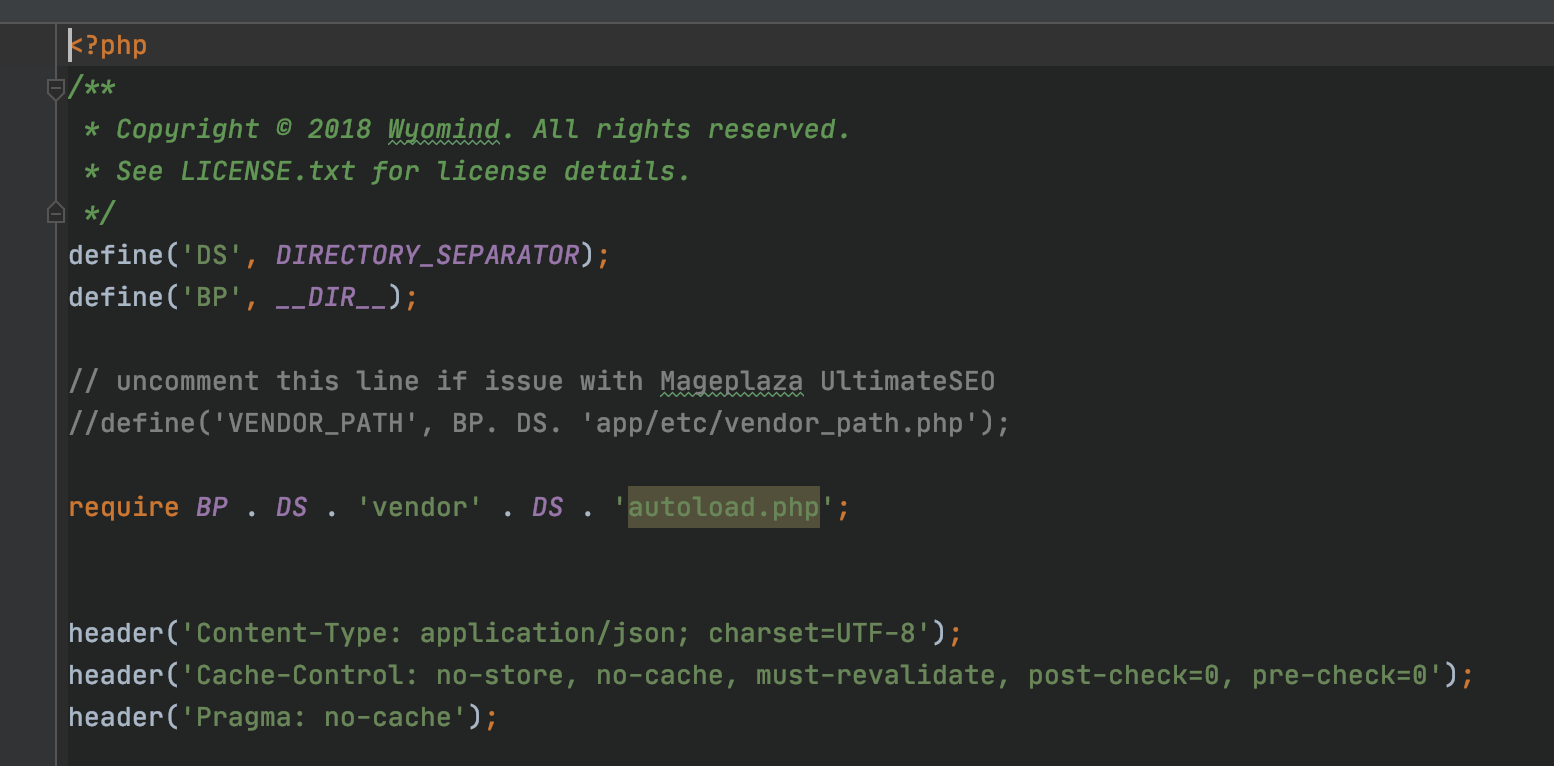 <?php
/**
 * Copyright © 2018 Wyomind. All rights reserved.
 * See LICENSE.txt for license details.
 */
define('DS', DIRECTORY_SEPARATOR);
define('BP', __DIR__);
// uncomment this line if issue with Mageplaza UltimateSEO
//define('VENDOR_PATH', BP. DS. 'app/etc/vendor_path.php');
require BP . DS . 'vendor' . DS . 'autoload.php';
header('Content-Type: application/json; charset=UTF-8');
header('Cache-Control: no-store, no-cache, must-revalidate, post-check=0, pre-check=0');
header('Pragma: no-cache');